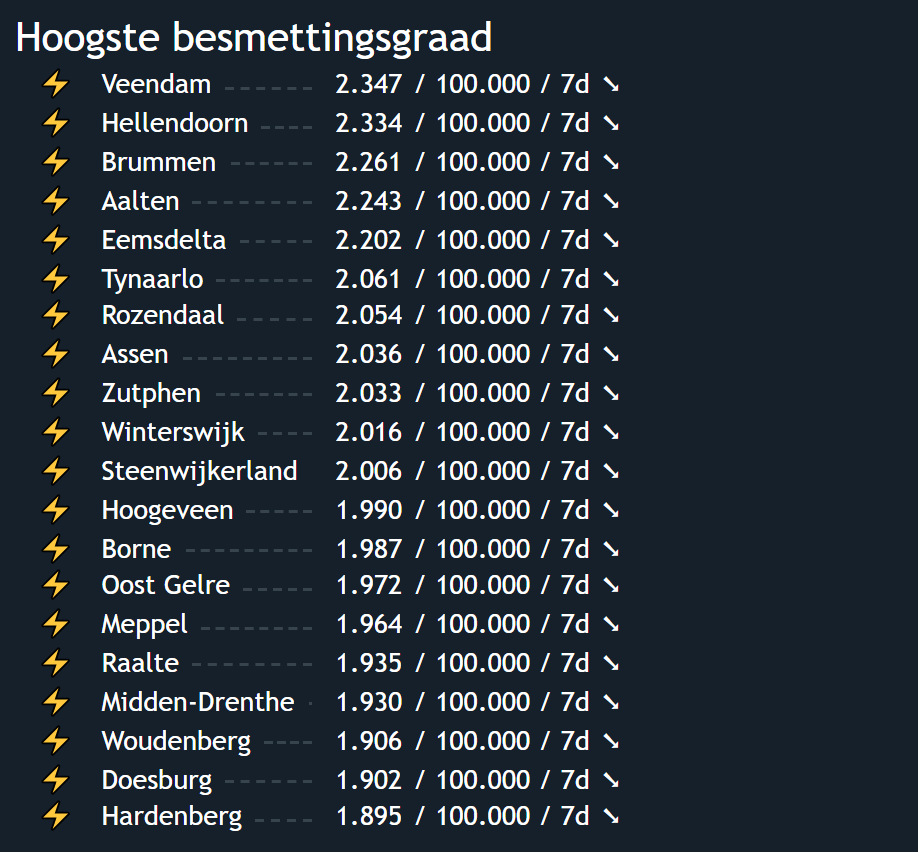 Hoogste besmettingsgraad
⚡ Veendam ------ 2.347 / 100.000 / 7d ➘
⚡ Hellendoorn ---- 2.334 / 100.000 / 7d ➘
⚡ Brummen ------ 2.261 / 100.000 / 7d ➘
⚡ Aalten -------- 2.243 / 100.000 / 7d ➘
⚡ Eemsdelta ----- 2.202 / 100.000 / 7d ➘
⚡ Tynaarlo ------- 2.061 / 100.000 / 7d ➘
⚡ Rozendaal ----- 2.054 / 100.000 / 7d ➘
⚡ Assen --------- 2.036 / 100.000 / 7d ➘
⚡ Zutphen ------- 2.033 / 100.000 / 7d ➘
⚡ Winterswijk ---- 2.016 / 100.000 / 7d ➘
⚡ Steenwijkerland 2.006 / 100.000 / 7d ➘
⚡ Hoogeveen ----- 1.990 / 100.000 / 7d ➘
⚡ Borne --------- 1.987 / 100.000 / 7d ➘
⚡ Oost Gelre ----- 1.972 / 100.000 / 7d ➘
⚡ Meppel -------- 1.964 / 100.000 / 7d ➘
⚡ Raalte -------- 1.935 / 100.000 / 7d ➘
⚡ Midden-Drenthe - 1.930 / 100.000 / 7d ➘
⚡ Woudenberg ---- 1.906 / 100.000 / 7d ➘
⚡ Doesburg ------ 1.902 / 100.000 / 7d ➘
⚡ Hardenberg ---- 1.895 / 100.000 / 7d ➘